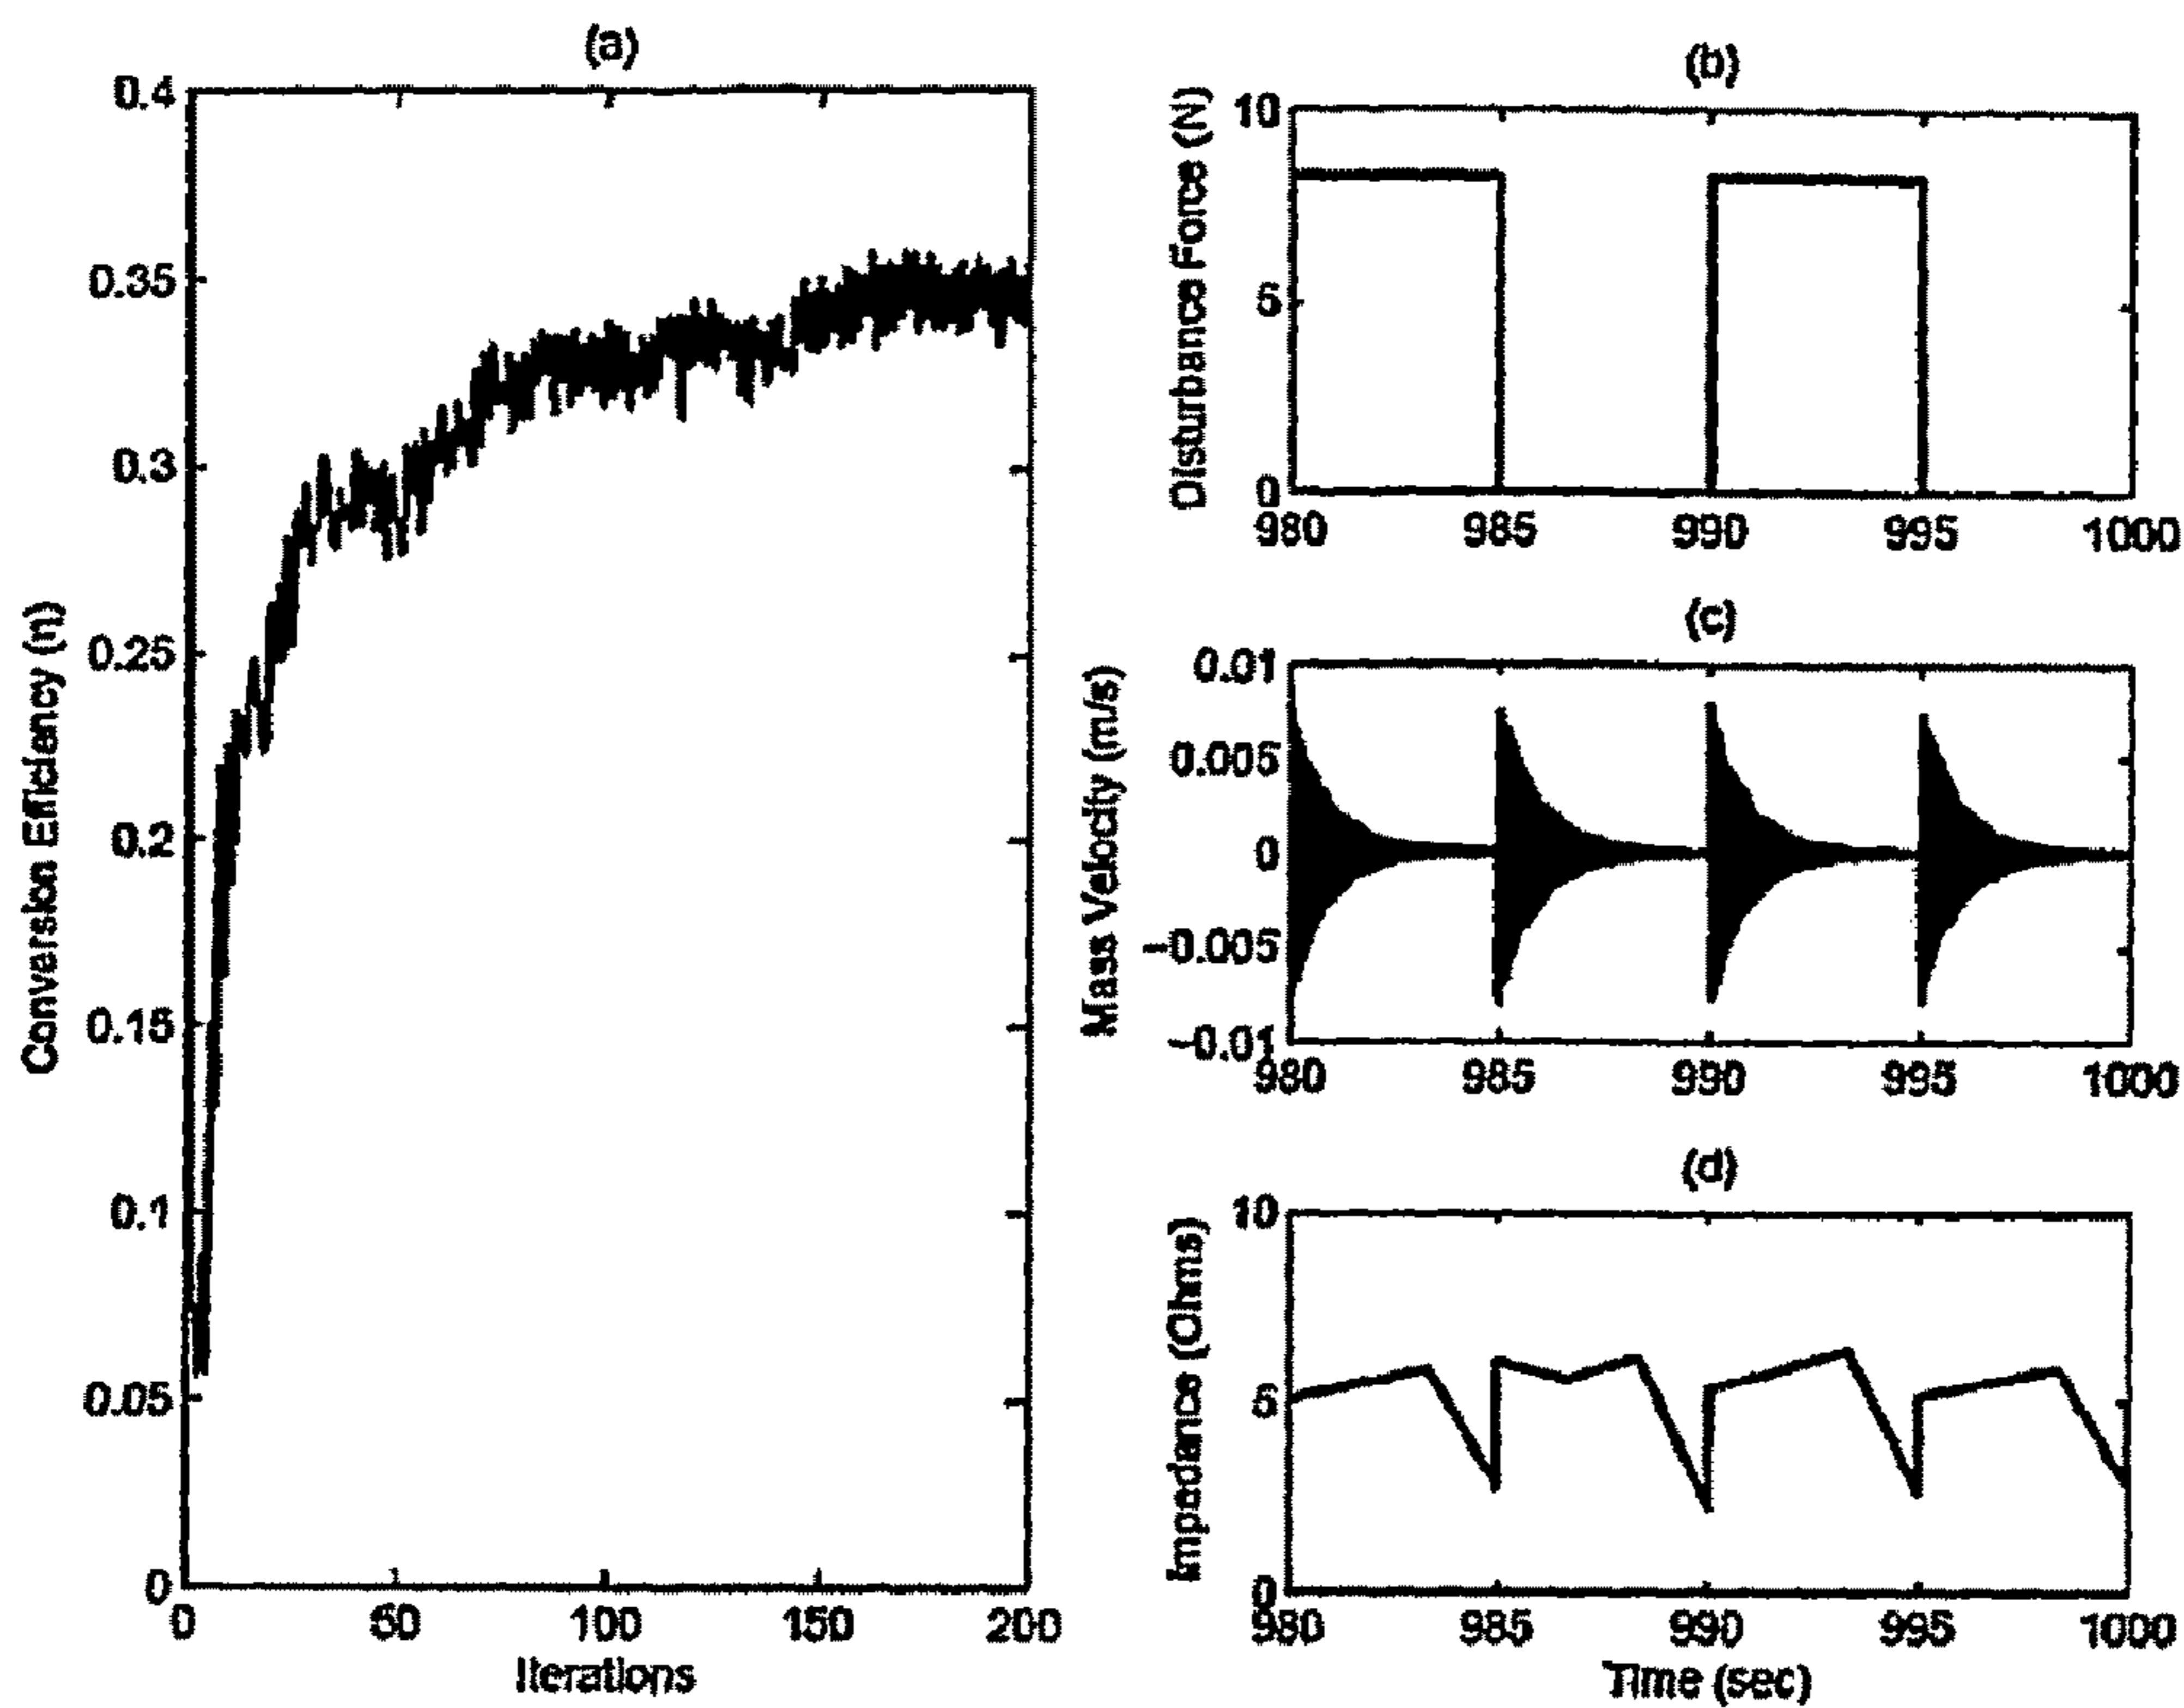 (a)
0.4
0.35
0.3
0.25
0.2
0.15
0.1
0.05
0
0 50 100 150 200
Iterations
Conversion Efficiency (η)
(b)
Disturbance Force (N)
10
5
0
980 985 990 995 1000
(c)
Mass Velocity (m/s)
0.01
0.005
0
−0.005
−0.01
980 985 990 995 1000
(d)
Impedance (Ohms)
10
5
0
980 985 990 995 1000
Time (sec)